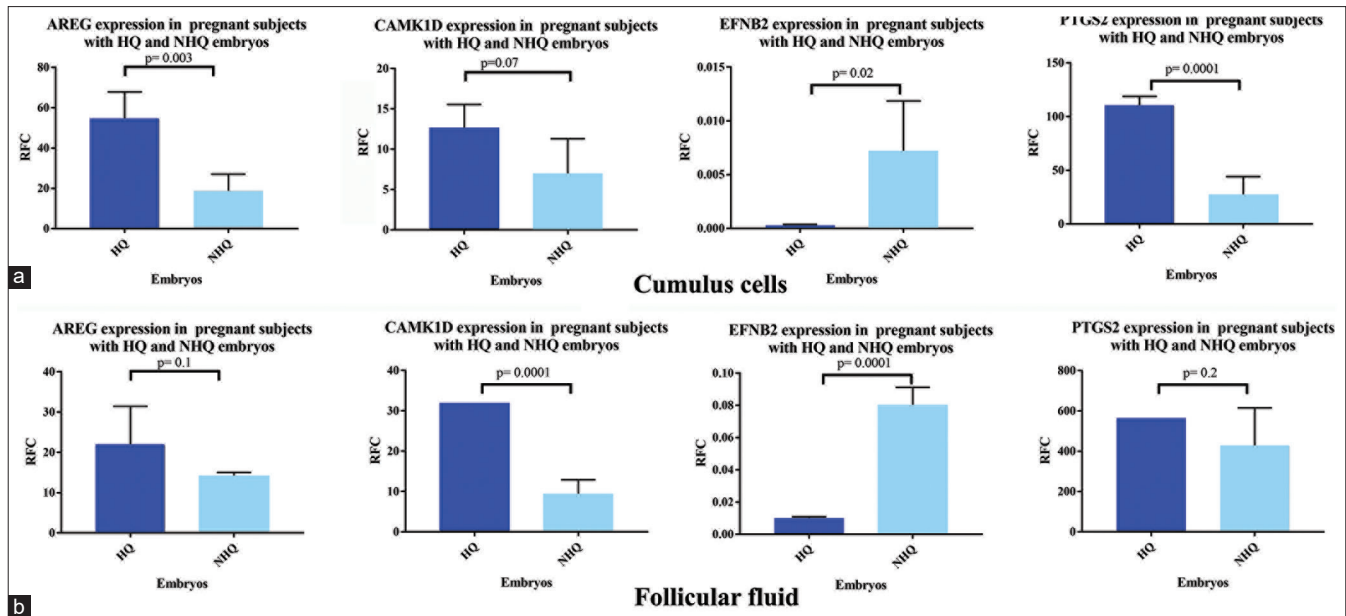 AREG expression in pregnant subjects
with HQ and NHQ embryos
p= 0.003
80
60
40
20
0
RFC
HQ
NHQ
Embryos
CAMK1D expression in pregnant subjects
with HQ and NHQ embryos
p=0.07
20
15
10
5
0
RFC
HQ
NHQ
Embryos
EFNB2 expression in pregnant subjects
with HQ and NHQ embryos
p= 0.02
0.015
0.010
0.005
0.000
RFC
HQ
NHQ
Embryos
PTGS2 expression in pregnant subjects
with HQ and NHQ embryos
p= 0.0001
150
100
50
0
RFC
HQ
NHQ
Embryos
a
Cumulus cells
AREG expression in pregnant subjects
with HQ and NHQ embryos
p= 0.1
40
30
20
10
0
RFC
HQ
NHQ
Embryos
CAMK1D expression in pregnant subjects
with HQ and NHQ embryos
p= 0.0001
40
30
20
10
0
RFC
HQ
NHQ
Embryos
EFNB2 expression in pregnant subjects
with HQ and NHQ embryos
p= 0.0001
0.10
0.08
0.06
0.04
0.02
0.00
RFC
HQ
NHQ
Embryos
PTGS2 expression in pregnant subjects
with HQ and NHQ embryos
p= 0.2
800
600
400
200
0
RFC
HQ
NHQ
Embryos
b
Follicular fluid